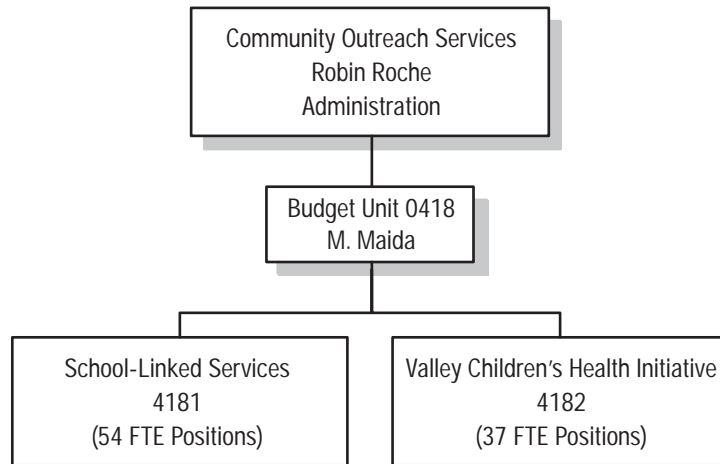 Community Outreach Services
Robin Roche
Administration
Budget Unit 0418
M. Maida
School-Linked Services
4181
(54 FTE Positions)
Valley Children’s Health Initiative
4182
(37 FTE Positions)